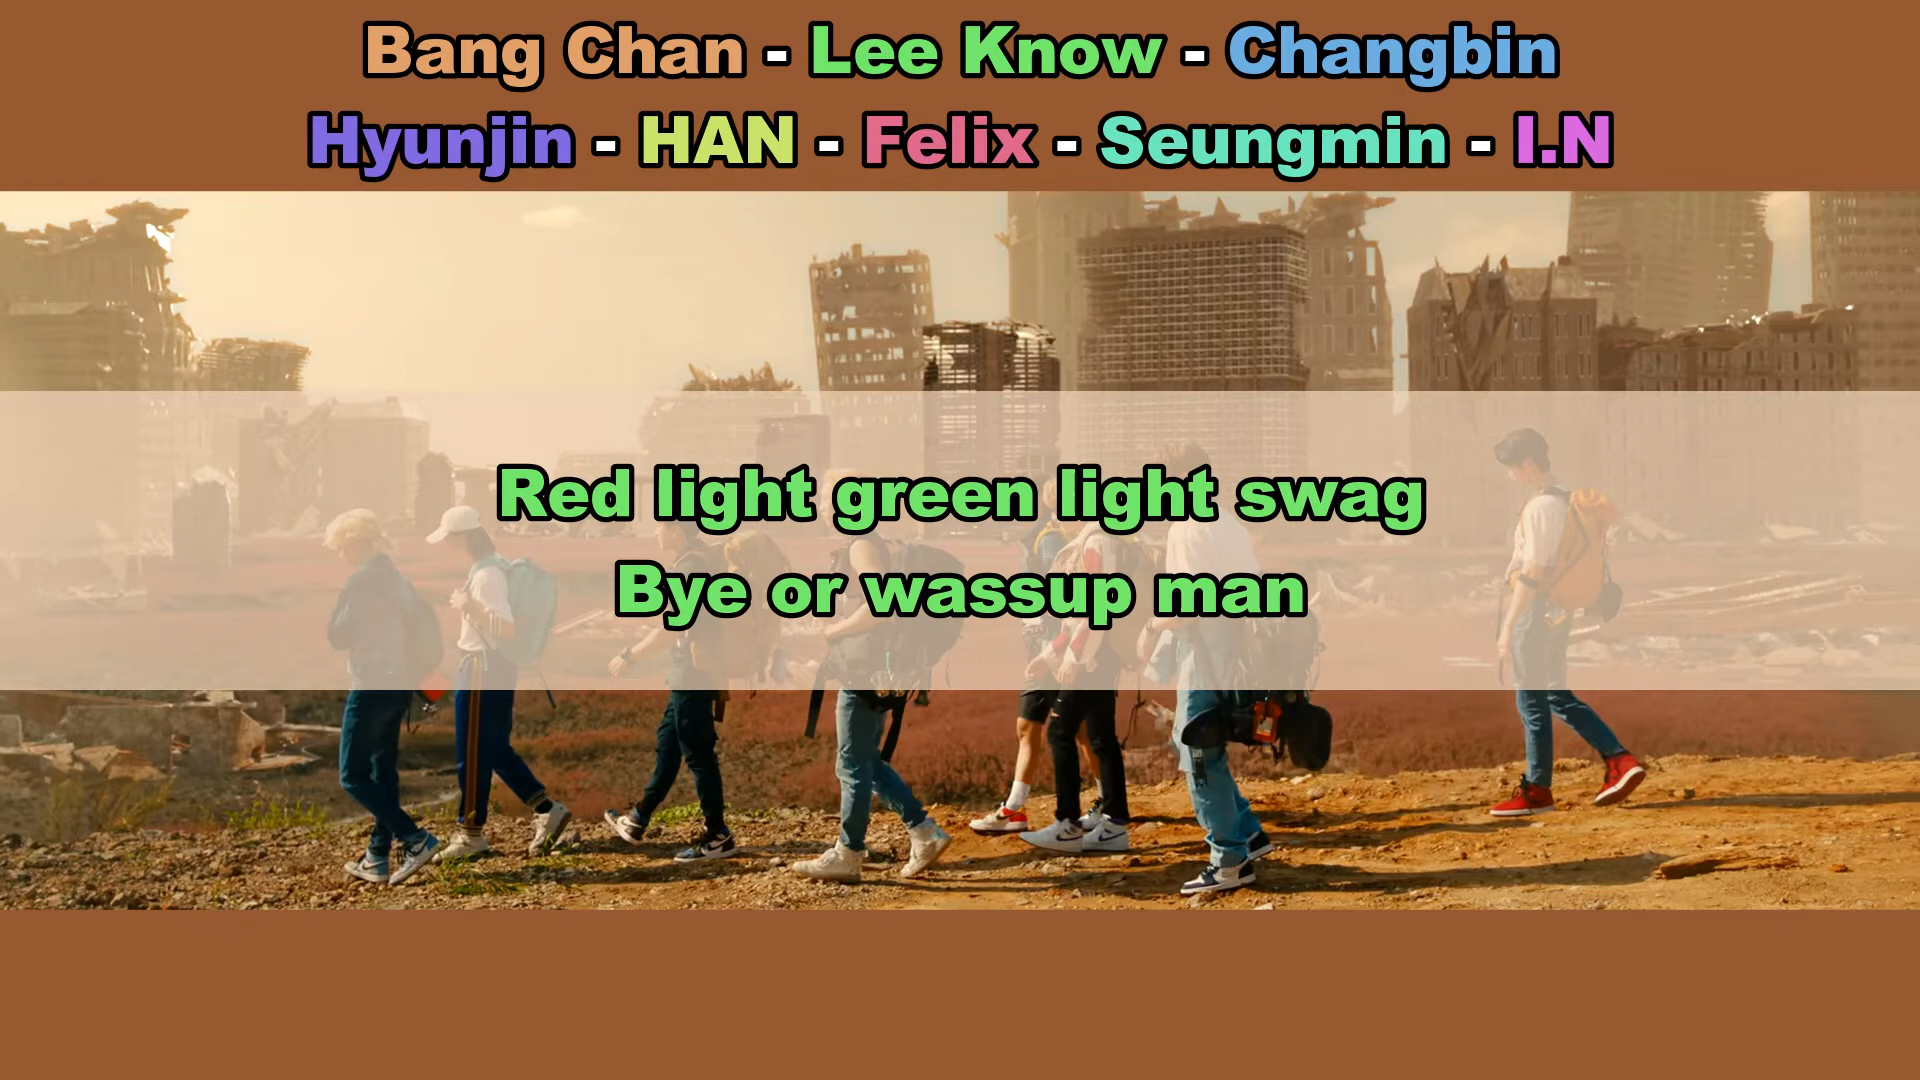 Bang Chan - Lee Know - Changbin
Hyunjin - HAN - Felix - Seungmin - I.N
Red light green light swag
Bye or wassup man